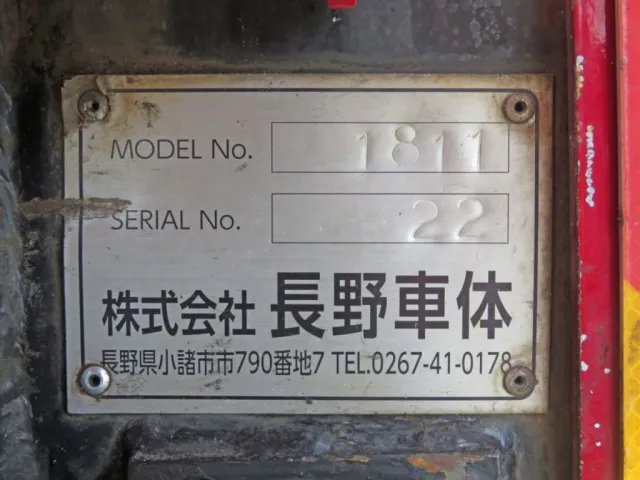 MODEL No. 1811
SERIAL No. 22
株式会社 長野車体
長野県小諸市市790番地7 TEL.0267-41-0178